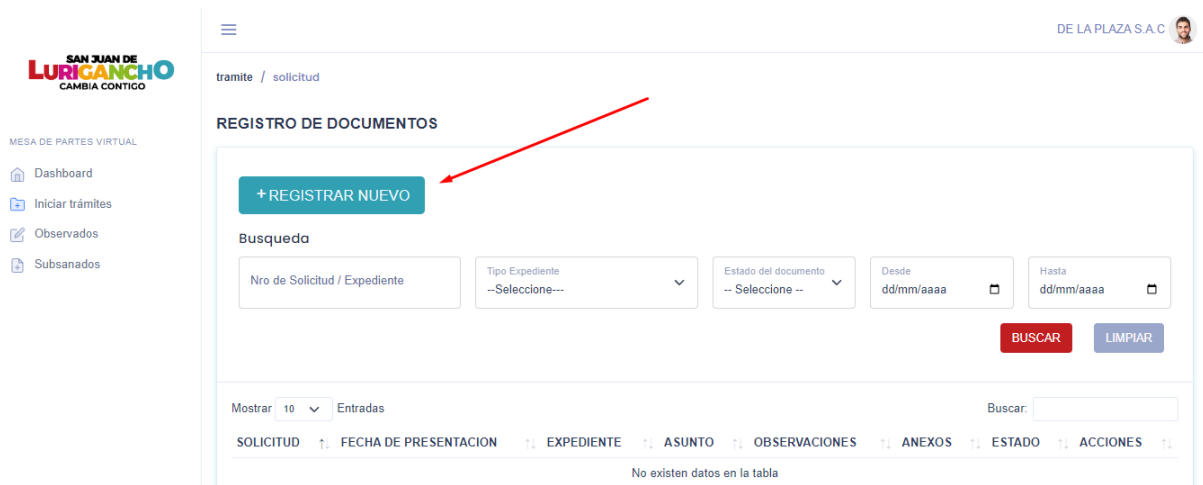 DE LA PLAZA S.A.C
SAN JUAN DE
LURIGANCHO
CAMBIA CONTIGO
tramite / solicitud
REGISTRO DE DOCUMENTOS
MESA DE PARTES VIRTUAL
Dashboard
Iniciar trámites
Observados
Subsanados
+ REGISTRAR NUEVO
Busqueda
Nro de Solicitud / Expediente
Tipo Expediente
--Seleccione---
Estado del documento
-- Seleccione --
Desde
dd/mm/aaaa
Hasta
dd/mm/aaaa
BUSCAR LIMPIAR
Mostrar 10 Entradas Buscar:
SOLICITUD FECHA DE PRESENTACION EXPEDIENTE ASUNTO OBSERVACIONES ANEXOS ESTADO ACCIONES
No existen datos en la tabla